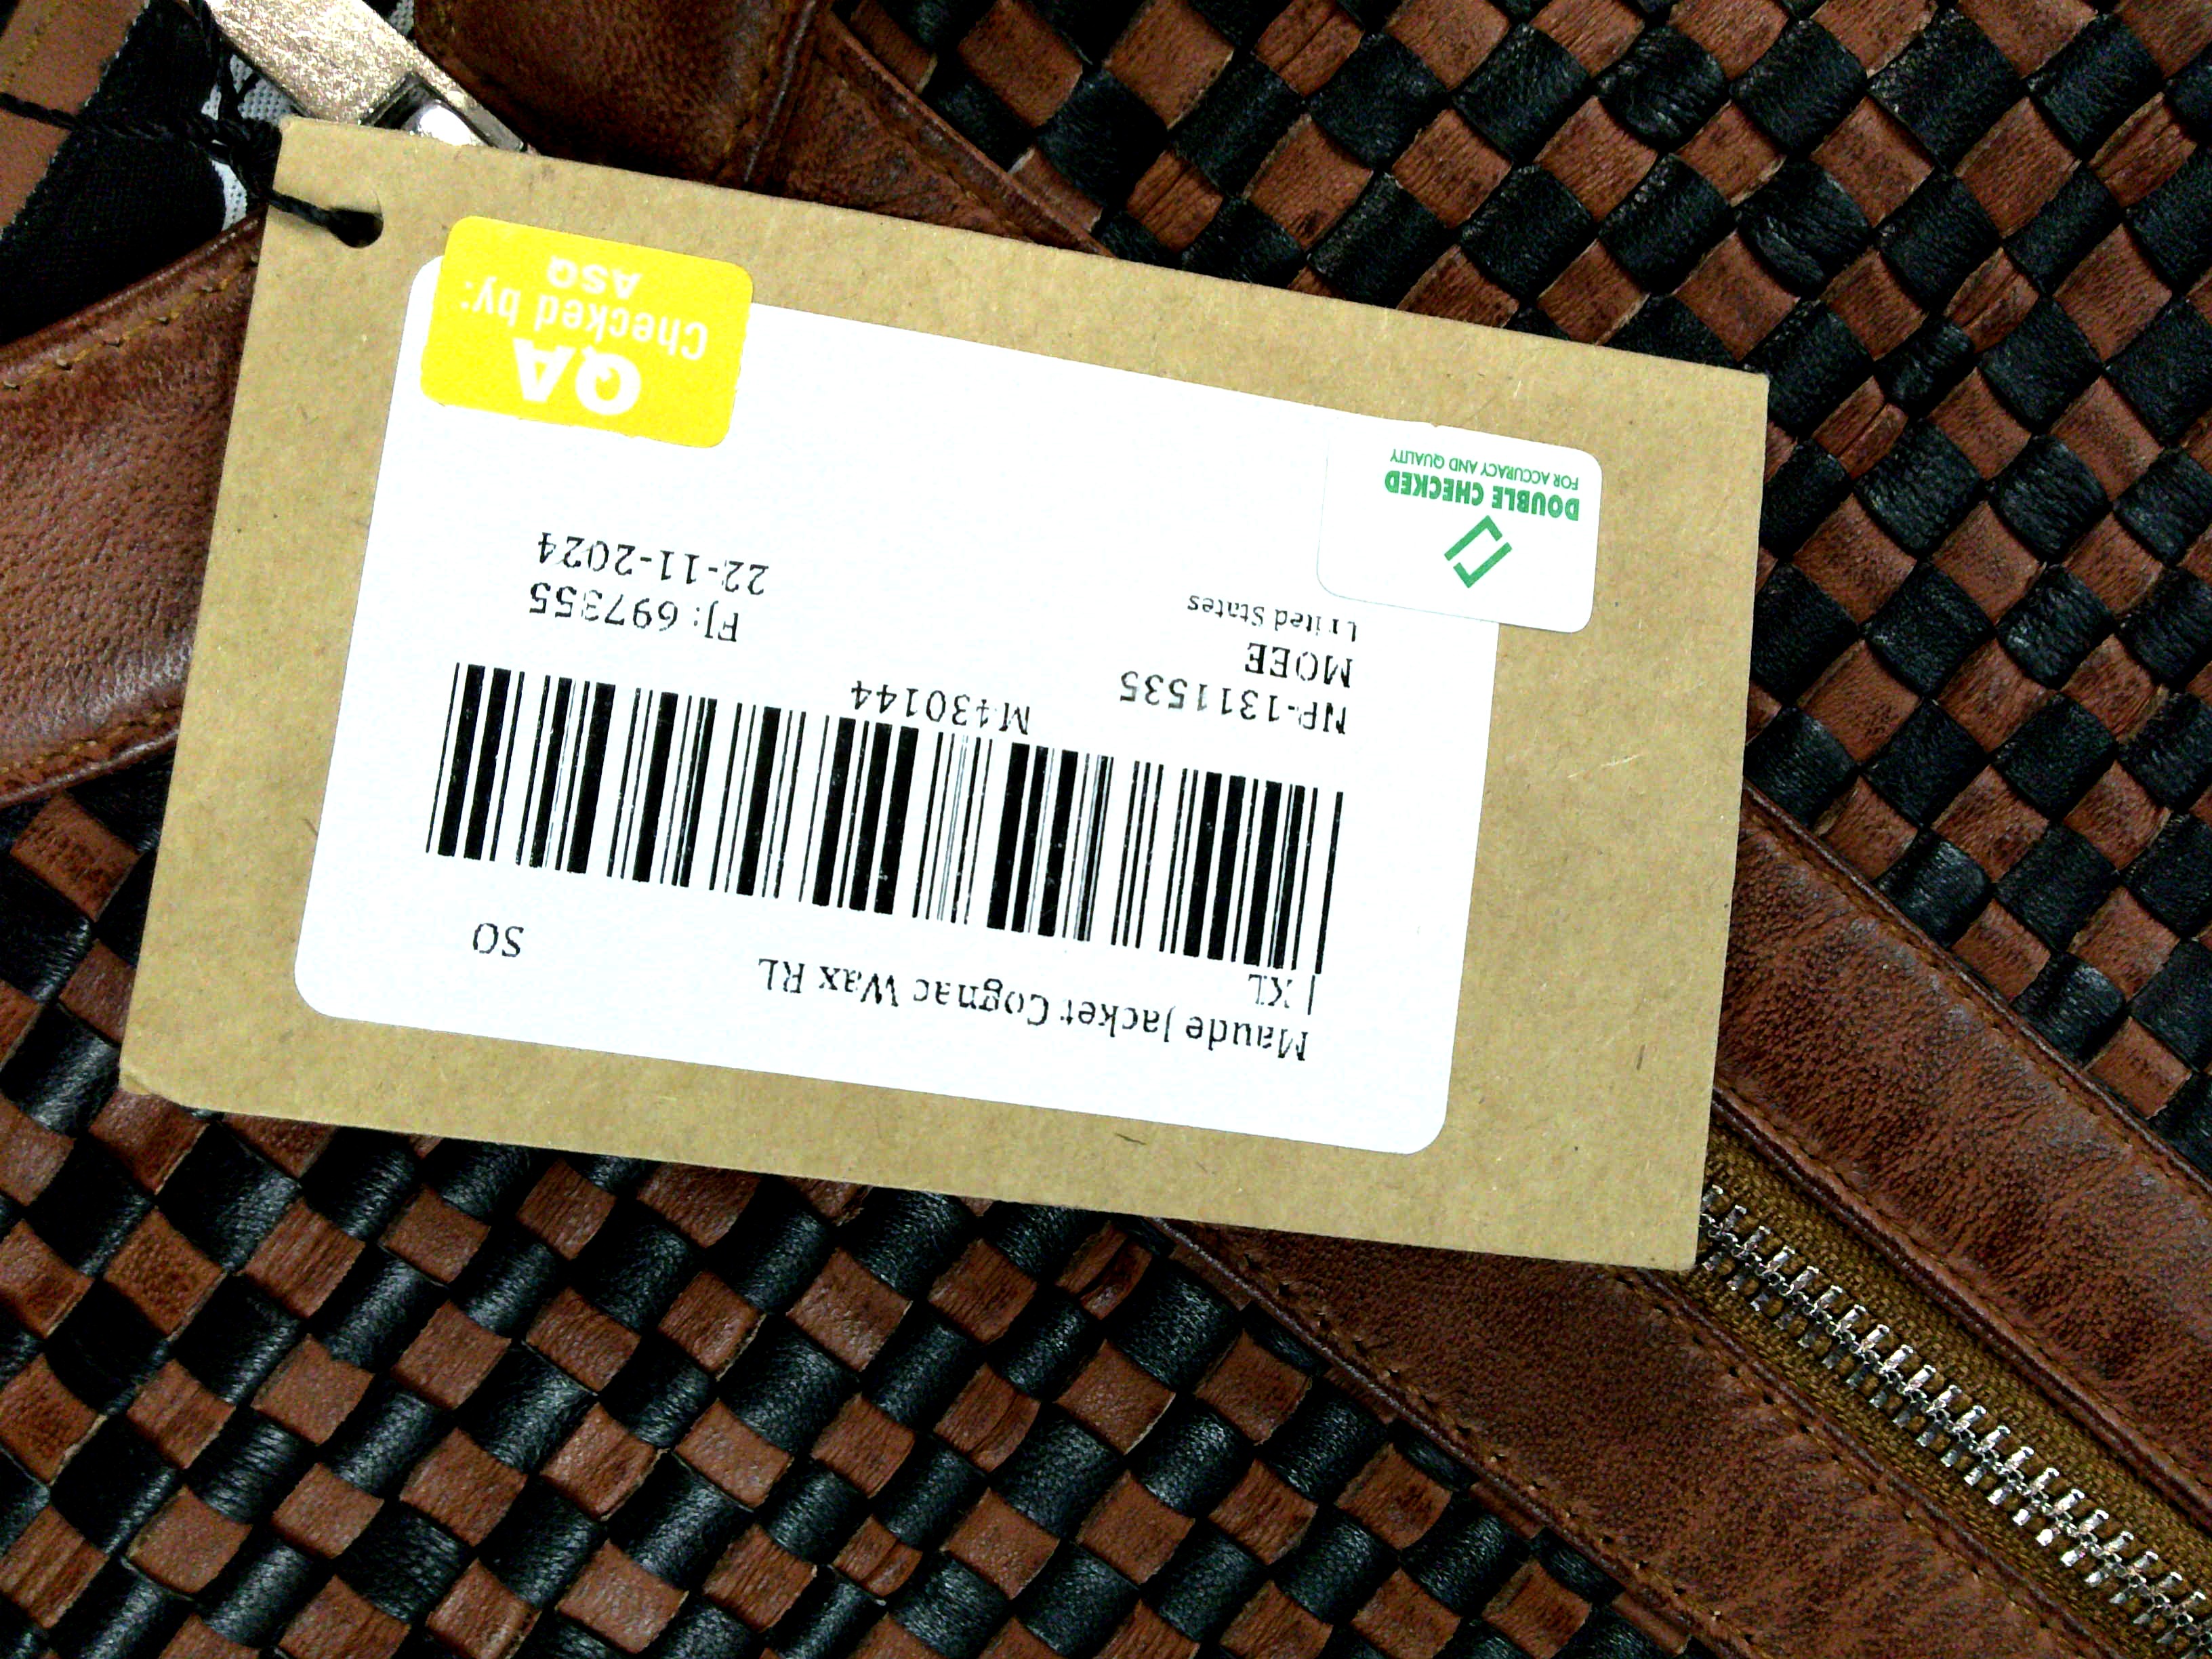 Maude Jacket Cognac Wax RL
| XL
SO
M430144
NP-1311535
MOEE
United States
FJ: 697355
22-11-2024
DOUBLE CHECKED
FOR ACCURACY AND QUALITY
QA
Checked by:
ASQ